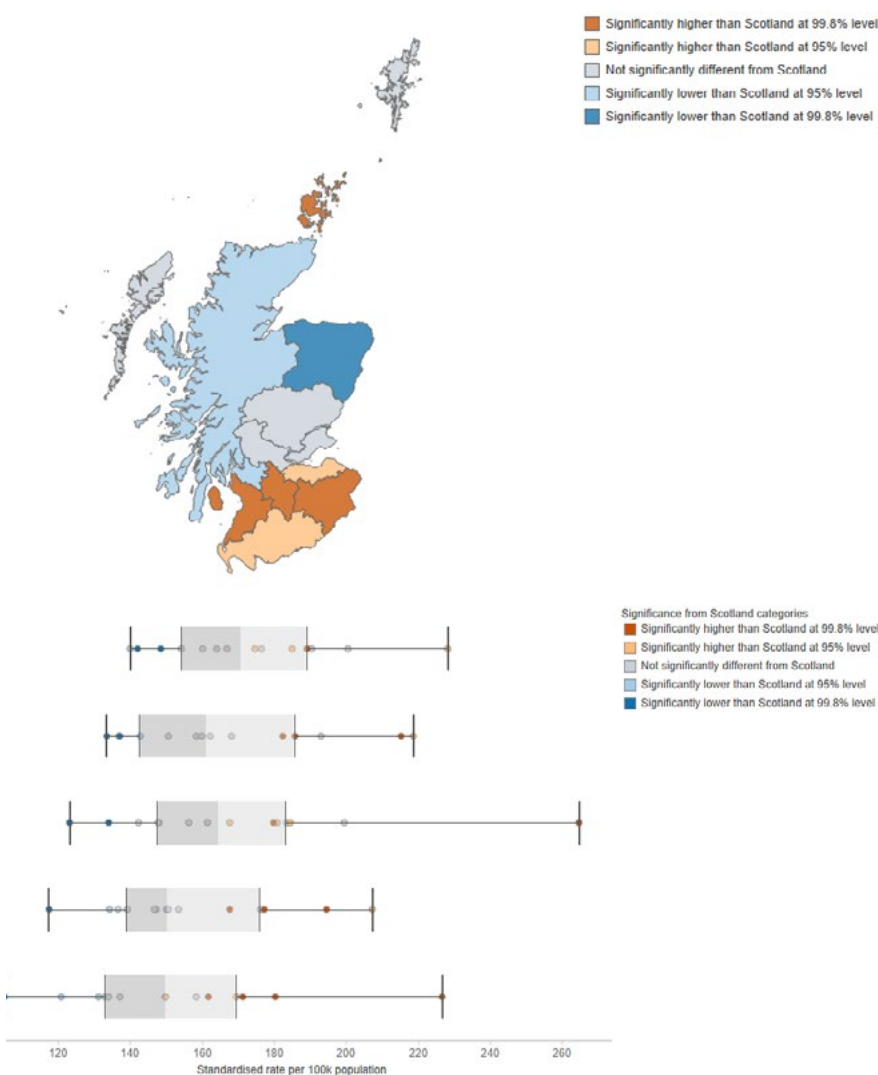 Significantly higher than Scotland at 99.8% level
Significantly higher than Scotland at 95% level
Not significantly different from Scotland
Significantly lower than Scotland at 95% level
Significantly lower than Scotland at 99.8% level
Significance from Scotland categories
Significantly higher than Scotland at 99.8% level
Significantly higher than Scotland at 95% level
Not significantly different from Scotland
Significantly lower than Scotland at 95% level
Significantly lower than Scotland at 99.8% level
120 140 160 180 200 220 240 260
Standardised rate per 100k population